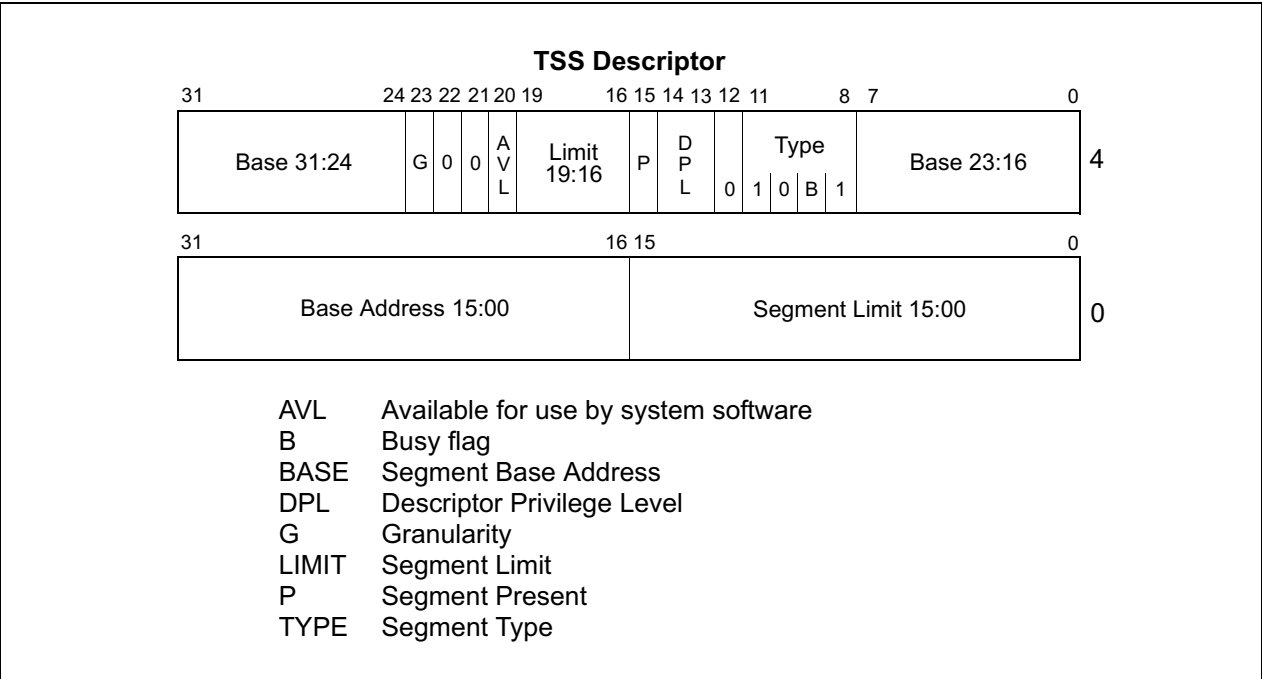 TSS Descriptor
31 24 23 22 21 20 19 16 15 14 13 12 11 8 7 0
Base 31:24 G 0 0 AVL Limit 19:16 P DPL 0 Type 1 0 B 1 Base 23:16 4
31 16 15 0
Base Address 15:00 Segment Limit 15:00 0
AVL Available for use by system software
B Busy flag
BASE Segment Base Address
DPL Descriptor Privilege Level
G Granularity
LIMIT Segment Limit
P Segment Present
TYPE Segment Type